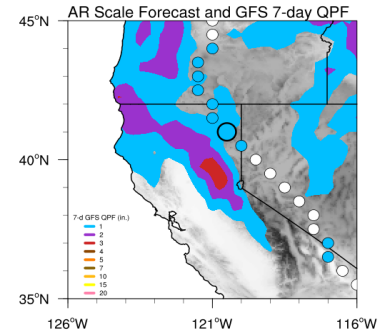 AR Scale Forecast and GFS 7-day QPF
45°N
40°N
35°N
7-d GFS QPF (in.)
1
2
3
4
5
7
10
15
20
126°W
121°W
116°W